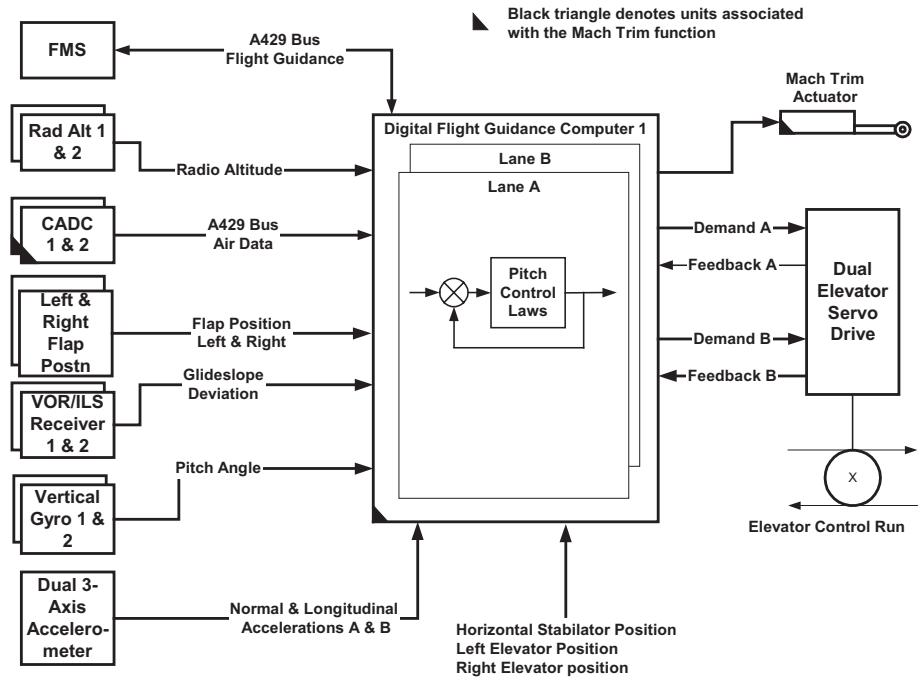 Black triangle denotes units associated
with the Mach Trim function
FMS
A429 Bus
Flight Guidance
Mach Trim
Actuator
Rad Alt 1
& 2
Radio Altitude
Digital Flight Guidance Computer 1
Lane B
Lane A
CADC
1 & 2
A429 Bus
Air Data
Demand A
Feedback A
Dual
Elevator
Servo
Drive
Pitch
Control
Laws
Left &
Right
Flap
Postn
Flap Position
Left & Right
Demand B
Feedback B
Glideslope
Deviation
VOR/ILS
Receiver
1 & 2
Pitch Angle
Vertical
Gyro 1 &
2
X
Elevator Control Run
Dual 3-
Axis
Accelero-
meter
Normal & Longitudinal
Accelerations A & B
Horizontal Stabilator Position
Left Elevator Position
Right Elevator position